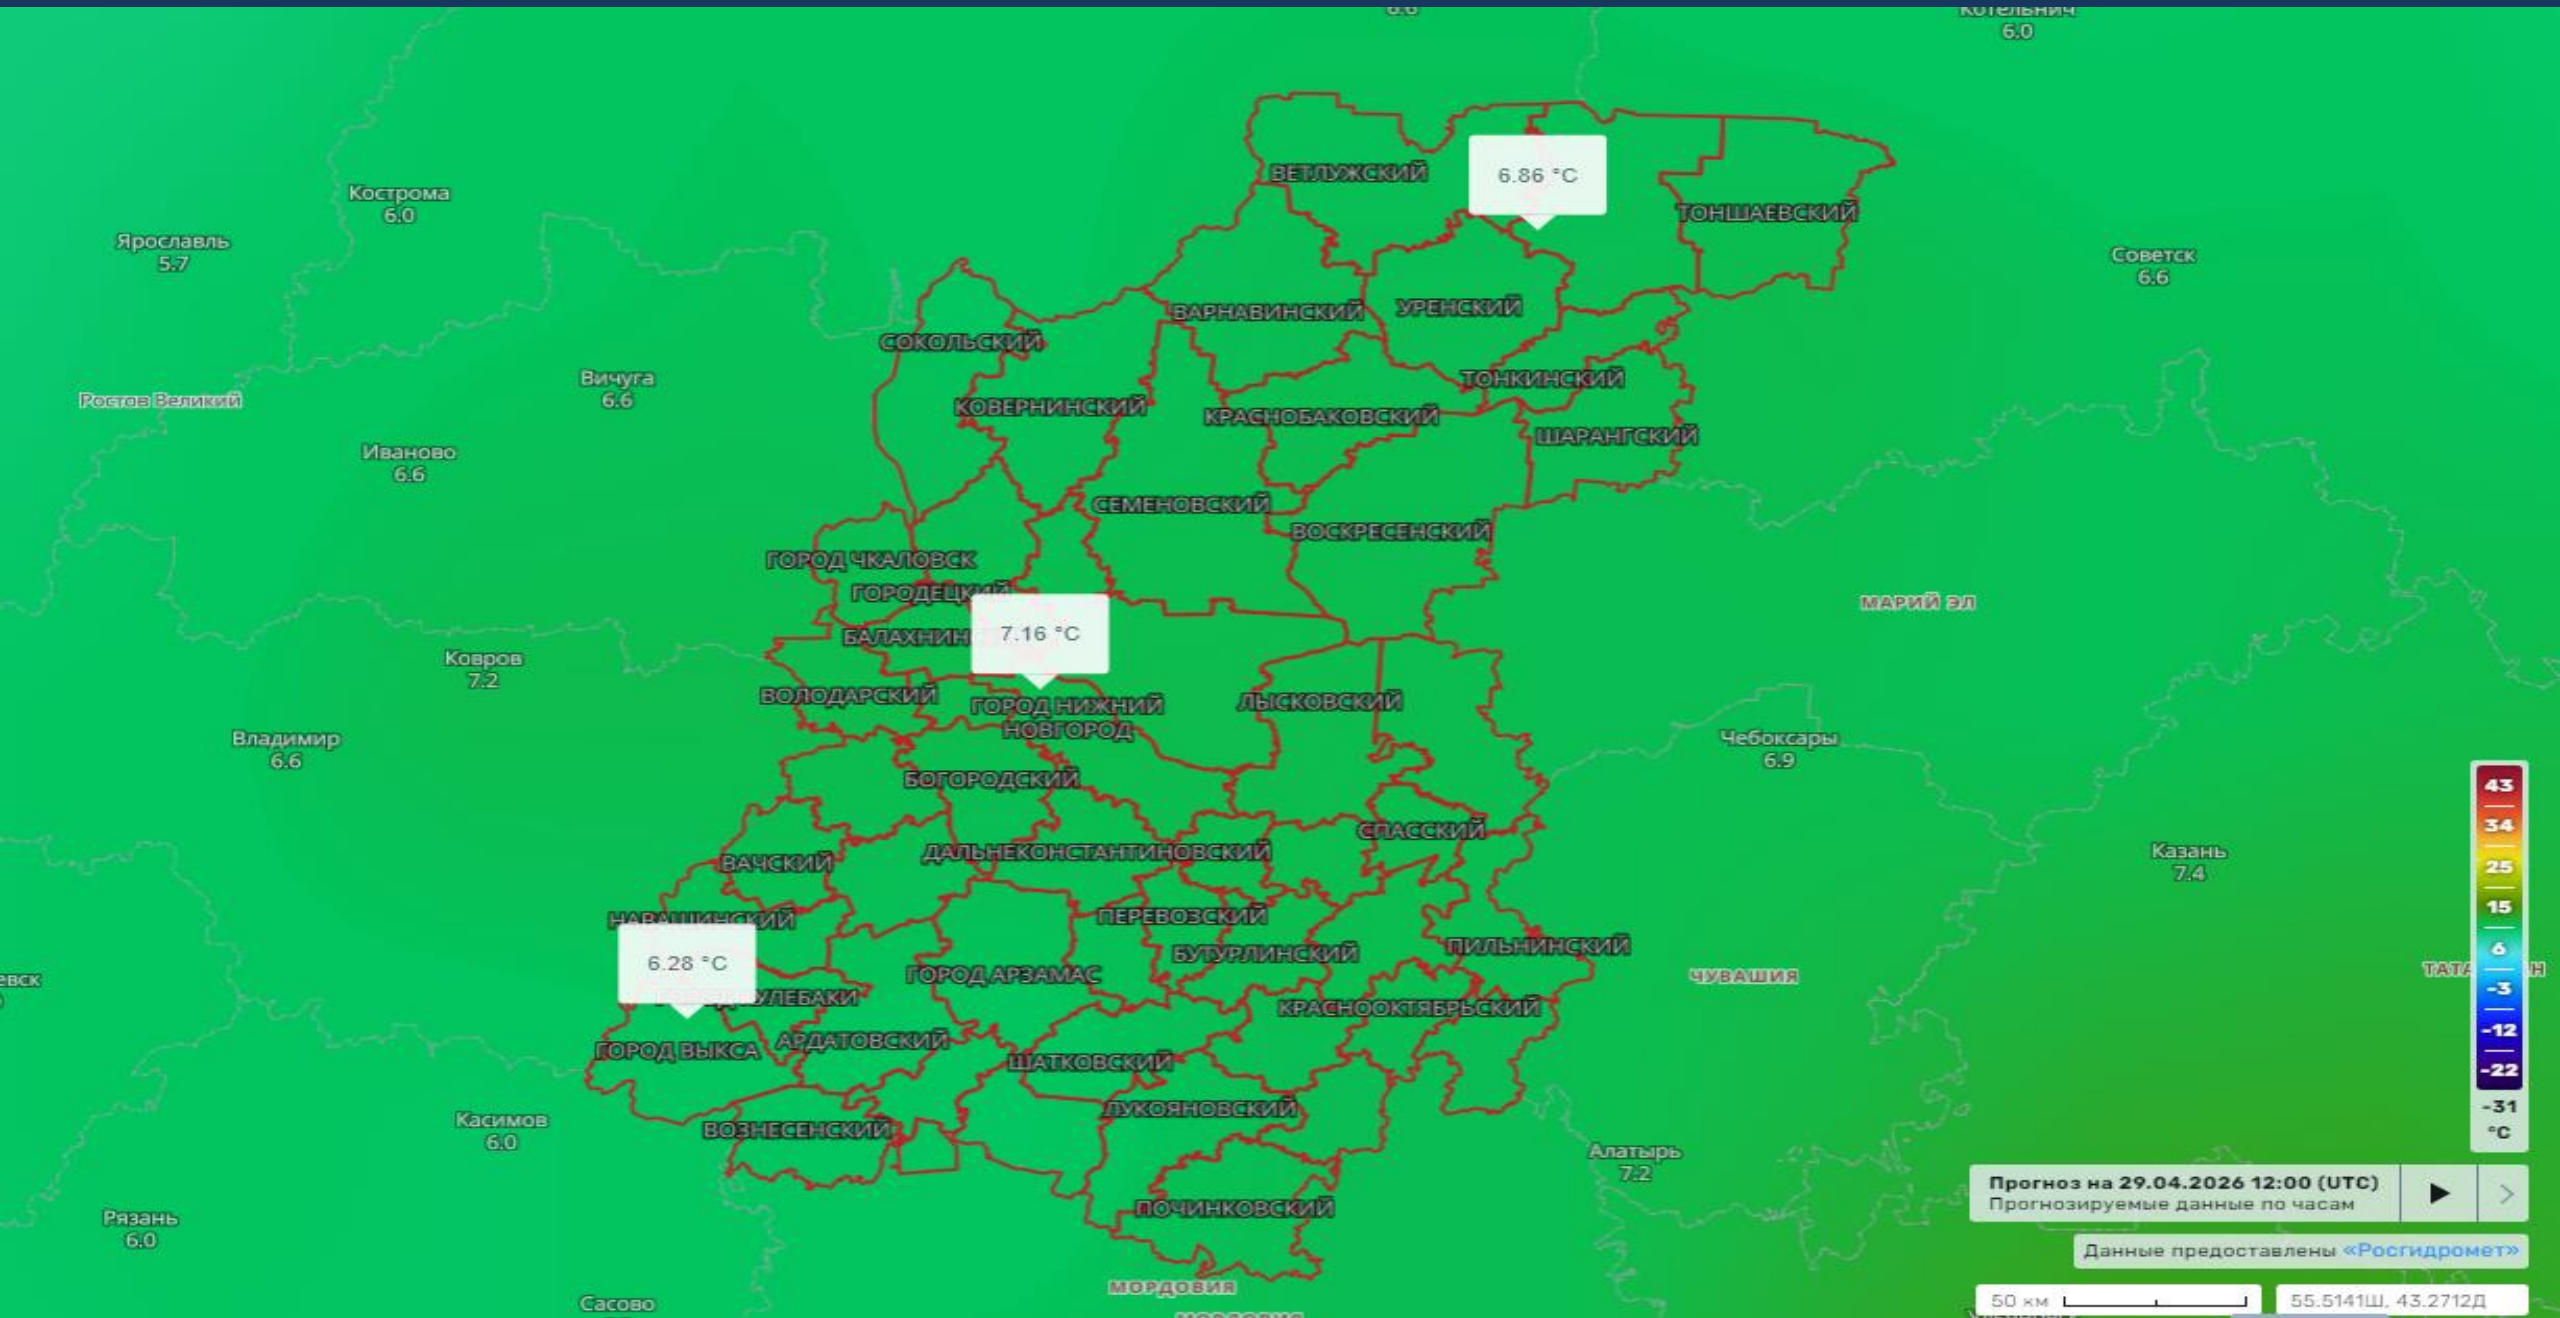 Котельнич
6.0
Кострома
6.0
Ярославль
5.7
ВЕТЛУЖСКИЙ
6.86 °C
ТОНШАЕВСКИЙ
Советск
6.6
ВАРНАВИНСКИЙ
УРЕНСКИЙ
СОКОЛЬСКИЙ
Вичуга
6.6
Ростов Великий
ТОНКИНСКИЙ
КОВЕРНИНСКИЙ
КРАСНОБАКОВСКИЙ
ШАРАНГСКИЙ
Иваново
6.6
СЕМЕНОВСКИЙ
ВОСКРЕСЕНСКИЙ
ГОРОД ЧКАЛОВСК
ГОРОДЕЦКИЙ
МАРИЙ ЭЛ
БАЛАХНИН
7.16 °C
Ковров
7.2
ВОЛОДАРСКИЙ
ГОРОД НИЖНИЙ
НОВГОРОД
ЛЫСКОВСКИЙ
Владимир
6.6
Чебоксары
6.9
БОГОРОДСКИЙ
СПАССКИЙ
ДАЛЬНЕКОНСТАНТИНОВСКИЙ
ВАЧСКИЙ
Казань
7.4
НАВАШИНСКИЙ
ПЕРЕВОЗСКИЙ
БУТУРЛИНСКИЙ
ПИЛЬНИНСКИЙ
6.28 °C
ГОРОД АРЗАМАС
ЧУВАШИЯ
ТАТА
Н
евск
УЛЕБАКИ
КРАСНООКТЯБРЬСКИЙ
ГОРОД ВЫКСА
АРДАТОВСКИЙ
ШАТКОВСКИЙ
ЛУКОЯНОВСКИЙ
Касимов
6.0
ВОЗНЕСЕНСКИЙ
Алатырь
7.2
Рязань
6.0
ПОЧИНКОВСКИЙ
МОРДОВИЯ
Сасово
43
34
25
15
6
-3
-12
-22
-31
°C
Прогноз на 29.04.2026 12:00 (UTC)
Прогнозируемые данные по часам
Данные предоставлены «Росгидромет»
50 км
55.5141Ш, 43.2712Д